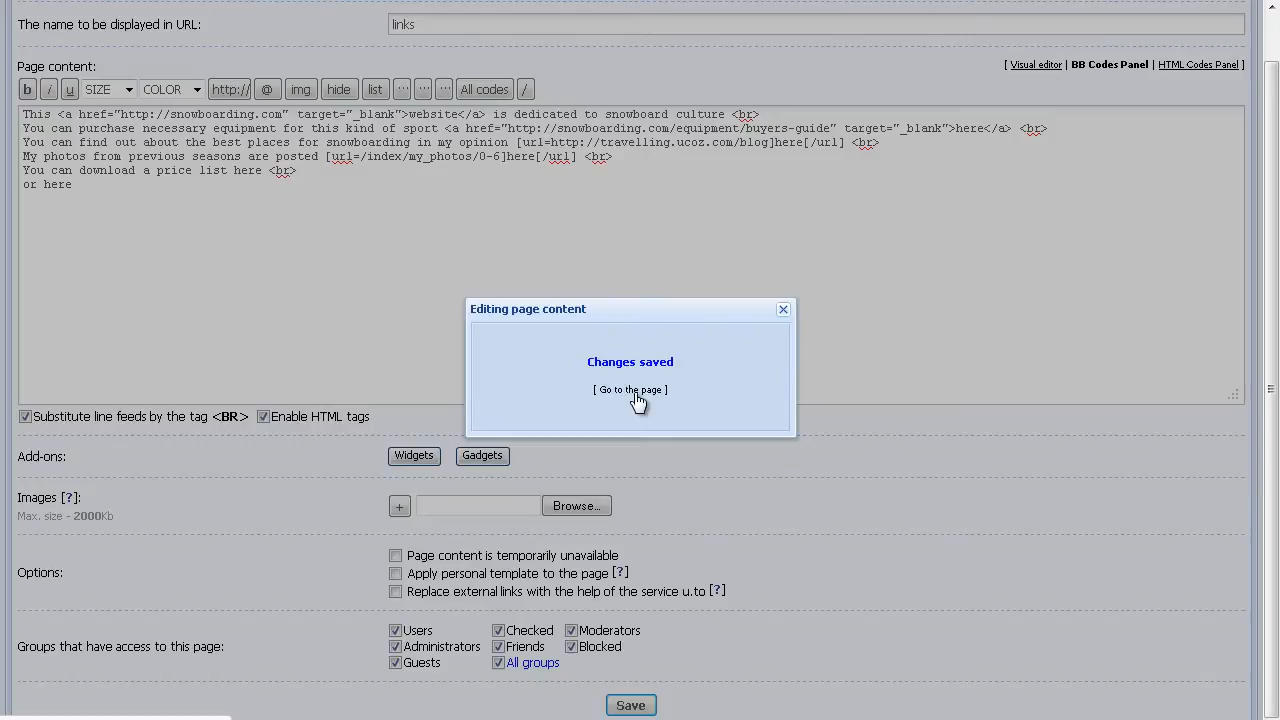 The name to be displayed in URL: links
Page content: [ Visual editor | BB Codes Panel | HTML Codes Panel ]
b i u SIZE COLOR http:// @ img hide list ... ... ... All codes /
This <a href="http://snowboarding.com" target="_blank">website</a> is dedicated to snowboard culture <br>
You can purchase necessary equipment for this kind of sport <a href="http://snowboarding.com/equipment/buyers-guide" target="_blank">here</a> <br>
You can find out about the best places for snowboarding in my opinion [url=http://travelling.ucoz.com/blog]here[/url] <br>
My photos from previous seasons are posted [url=/index/my_photos/0-6]here[/url] <br>
You can download a price list here <br>
or here
Editing page content
Changes saved
[ Go to the page ]
Substitute line feeds by the tag <BR> Enable HTML tags
Add-ons: Widgets Gadgets
Images [?]: + Browse...
Max. size - 2000Kb
Page content is temporarily unavailable
Options: Apply personal template to the page [?]
Replace external links with the help of the service u.to [?]
Users Checked Moderators
Groups that have access to this page: Administrators Friends Blocked
Guests All groups
Save